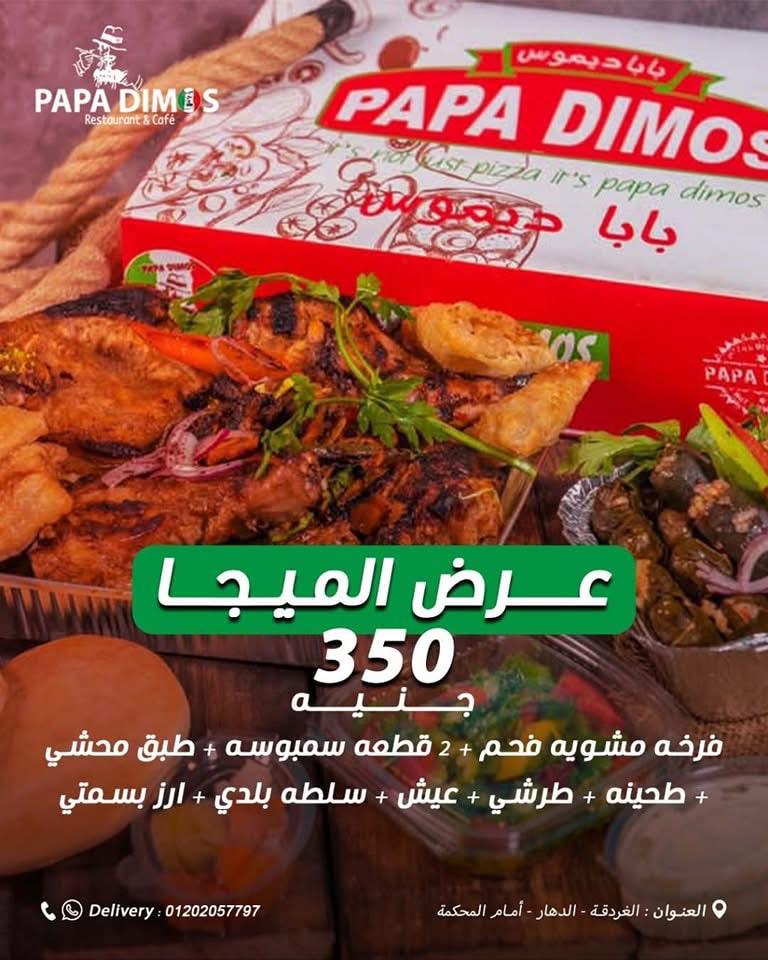 PAPA DIMOS
Restaurant & Café
بابا ديموس
PAPA DIMOS
it's not just pizza it's papa dimos
بابا ديموس
PAPA DIMOS
عرض الميجا
350
جنيه
فرخه مشويه فحم + 2 قطعه سمبوسه + طبق محشي
+ طحينه + طرشي + عيش + سلطه بلدي + ارز بسمتي
العنوان : الغردقة - الدهار - أمام المحكمة
Delivery : 01202057797